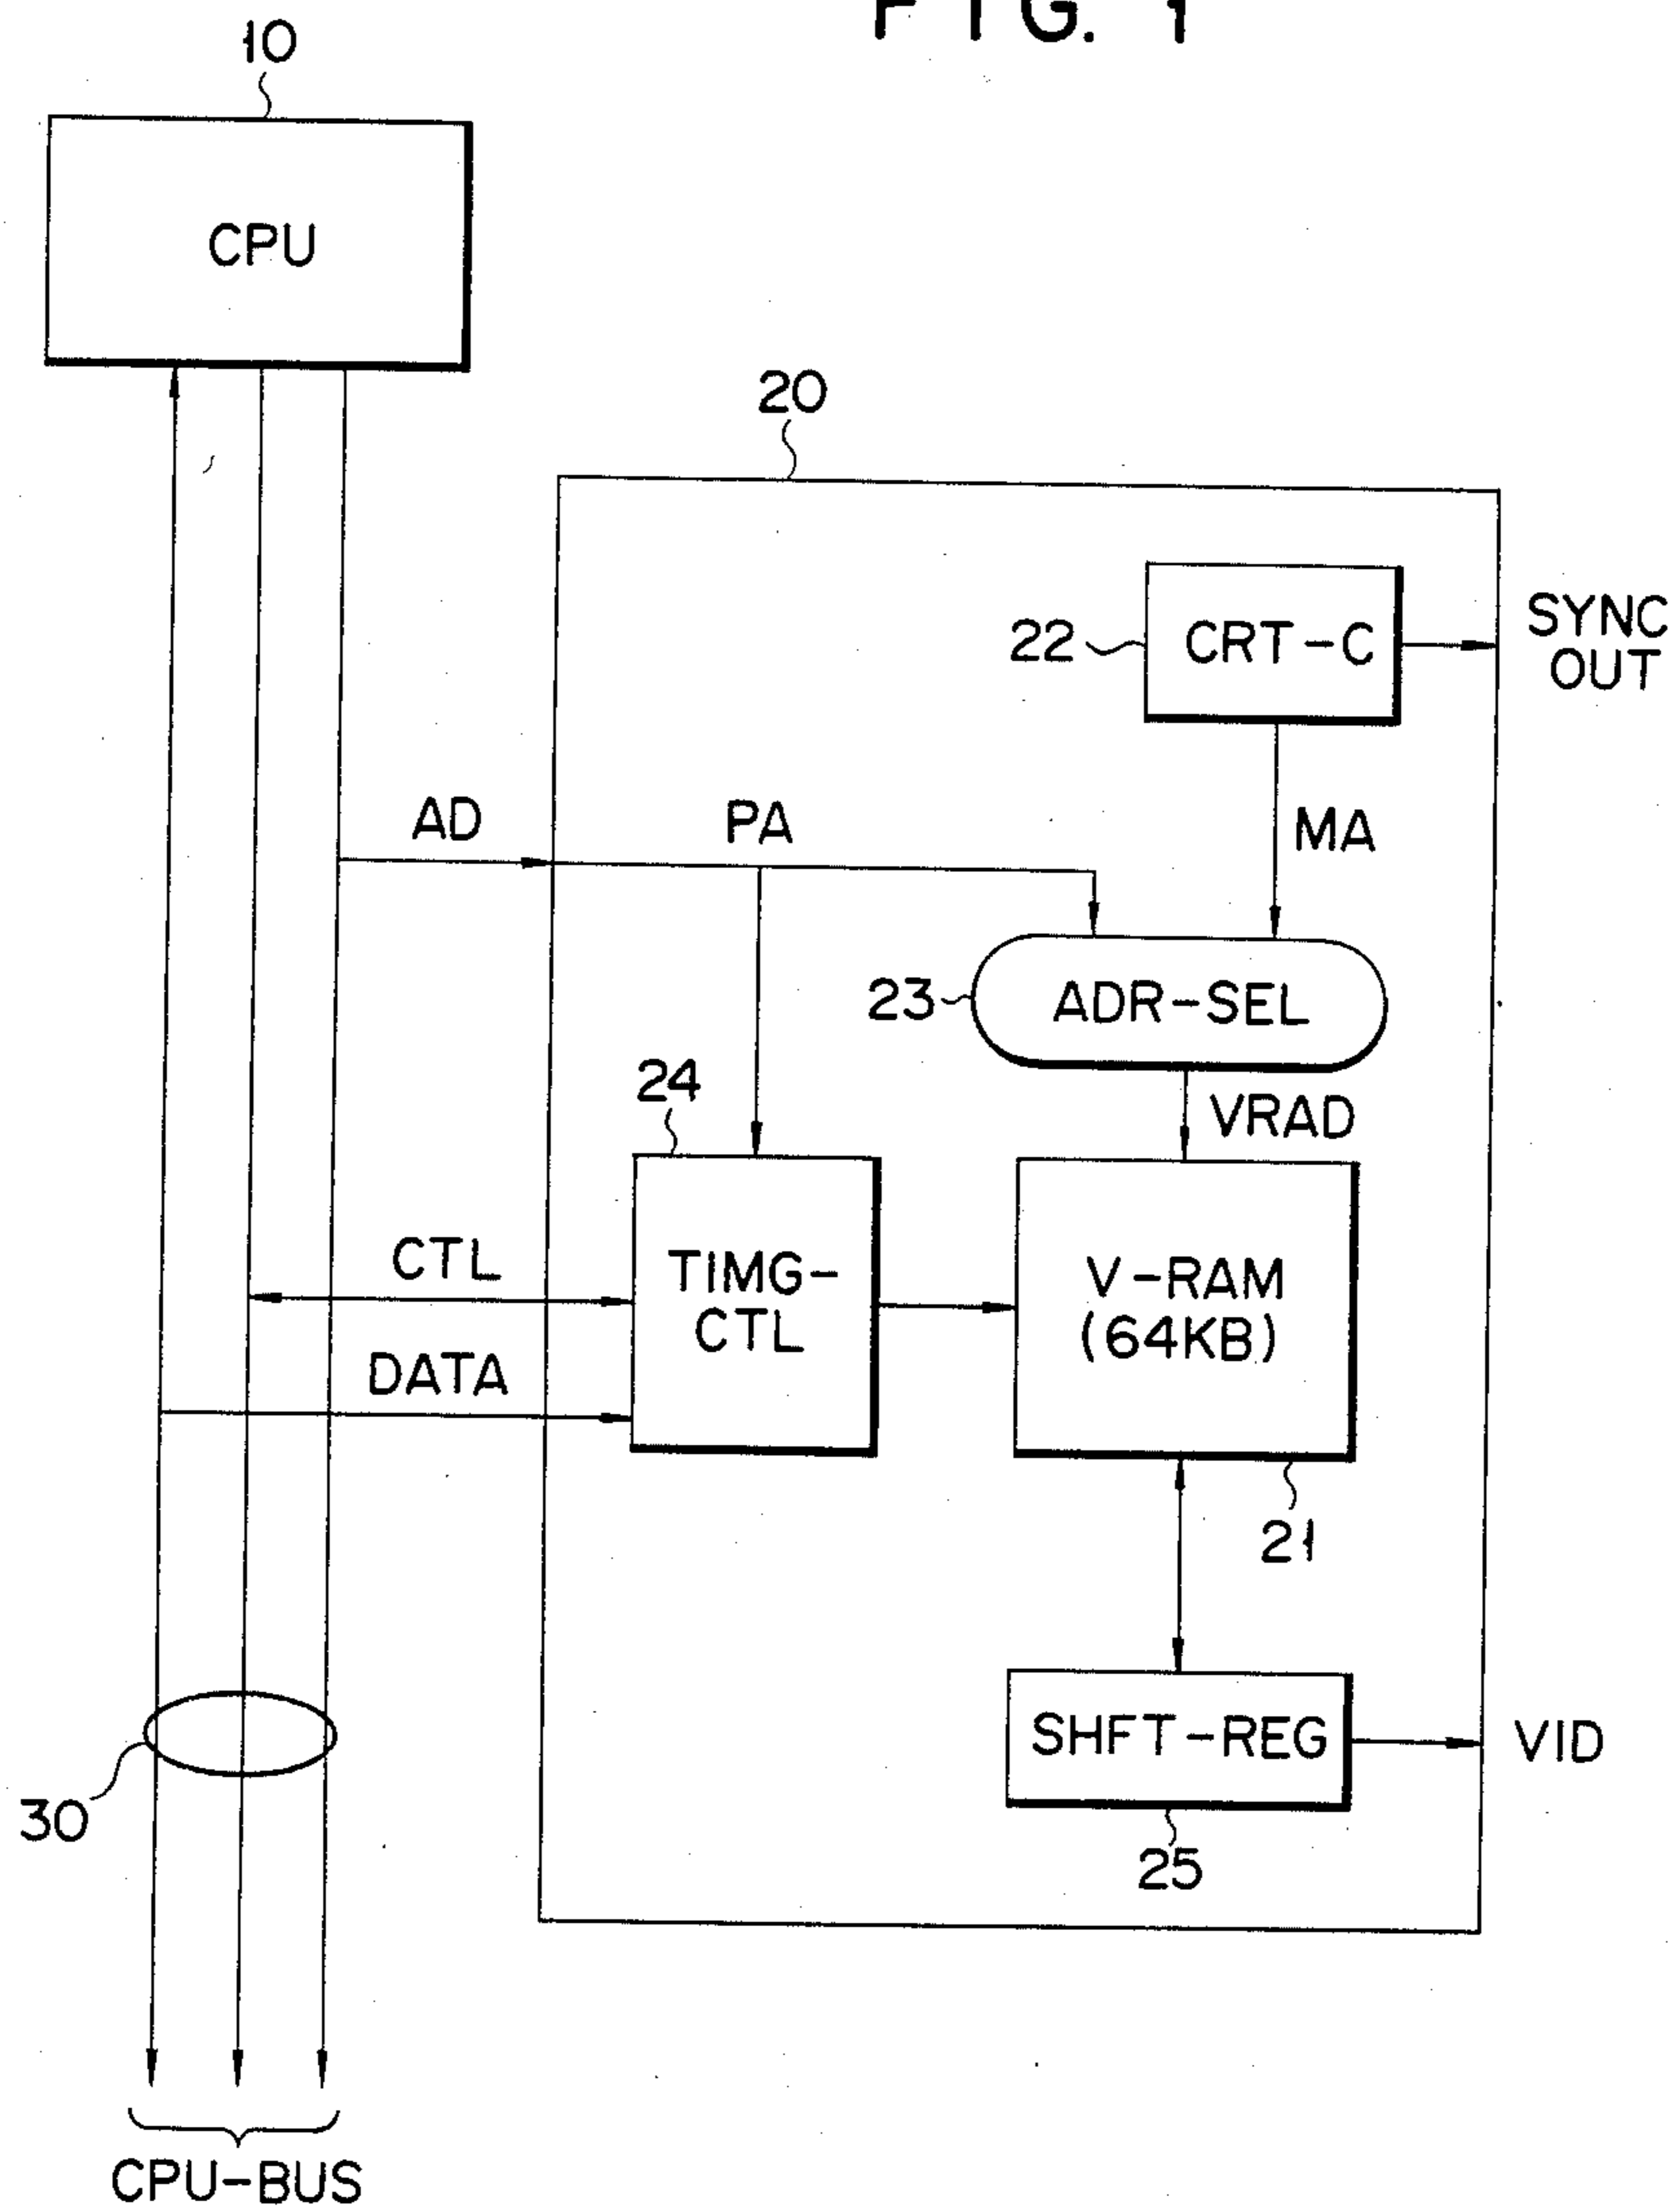 FIG. 1
10
CPU
20
22
CRT-C
SYNC
OUT
AD
PA
MA
23
ADR-SEL
24
VRAD
CTL
TIMG-
CTL
V-RAM
(64KB)
DATA
21
SHFT-REG
VID
30
25
CPU-BUS